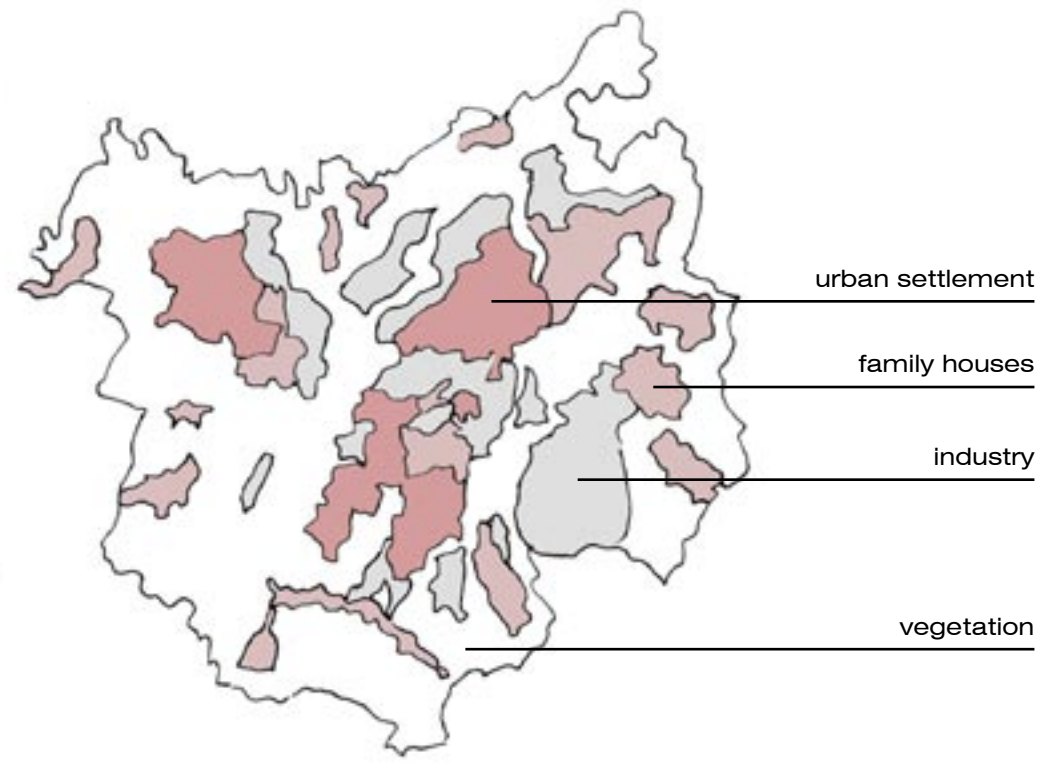 urban settlement
family houses
industry
vegetation